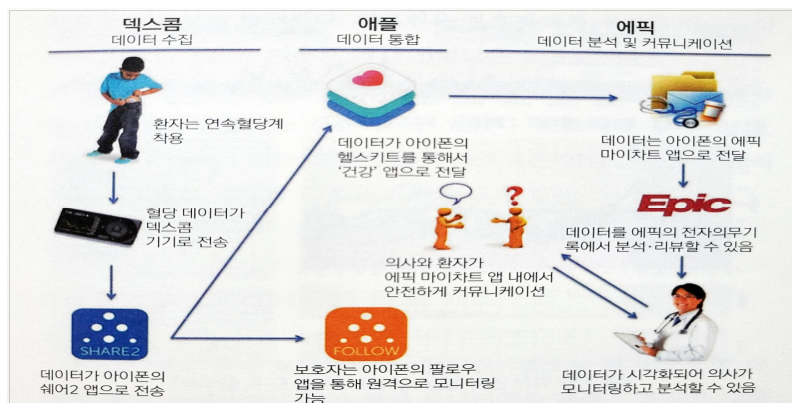 덱스콤
데이터 수집
애플
데이터 통합
에픽
데이터 분석 및 커뮤니케이션
환자는 연속혈당계
착용
데이터가 아이폰의
헬스키트를 통해서
‘건강’ 앱으로 전달
데이터는 아이폰의 에픽
마이차트 앱으로 전달
혈당 데이터가
덱스콤
기기로 전송
?
Epic
데이터를 에픽의 전자의무기
록에서 분석·리뷰할 수 있음
의사와 환자가
에픽 마이차트 앱 내에서
안전하게 커뮤니케이션
SHARE2
FOLLOW
데이터가 아이폰의
쉐어2 앱으로 전송
보호자는 아이폰의 팔로우
앱을 통해 원격으로 모니터링
가능
데이터가 시각화되어 의사가
모니터링하고 분석할 수 있음